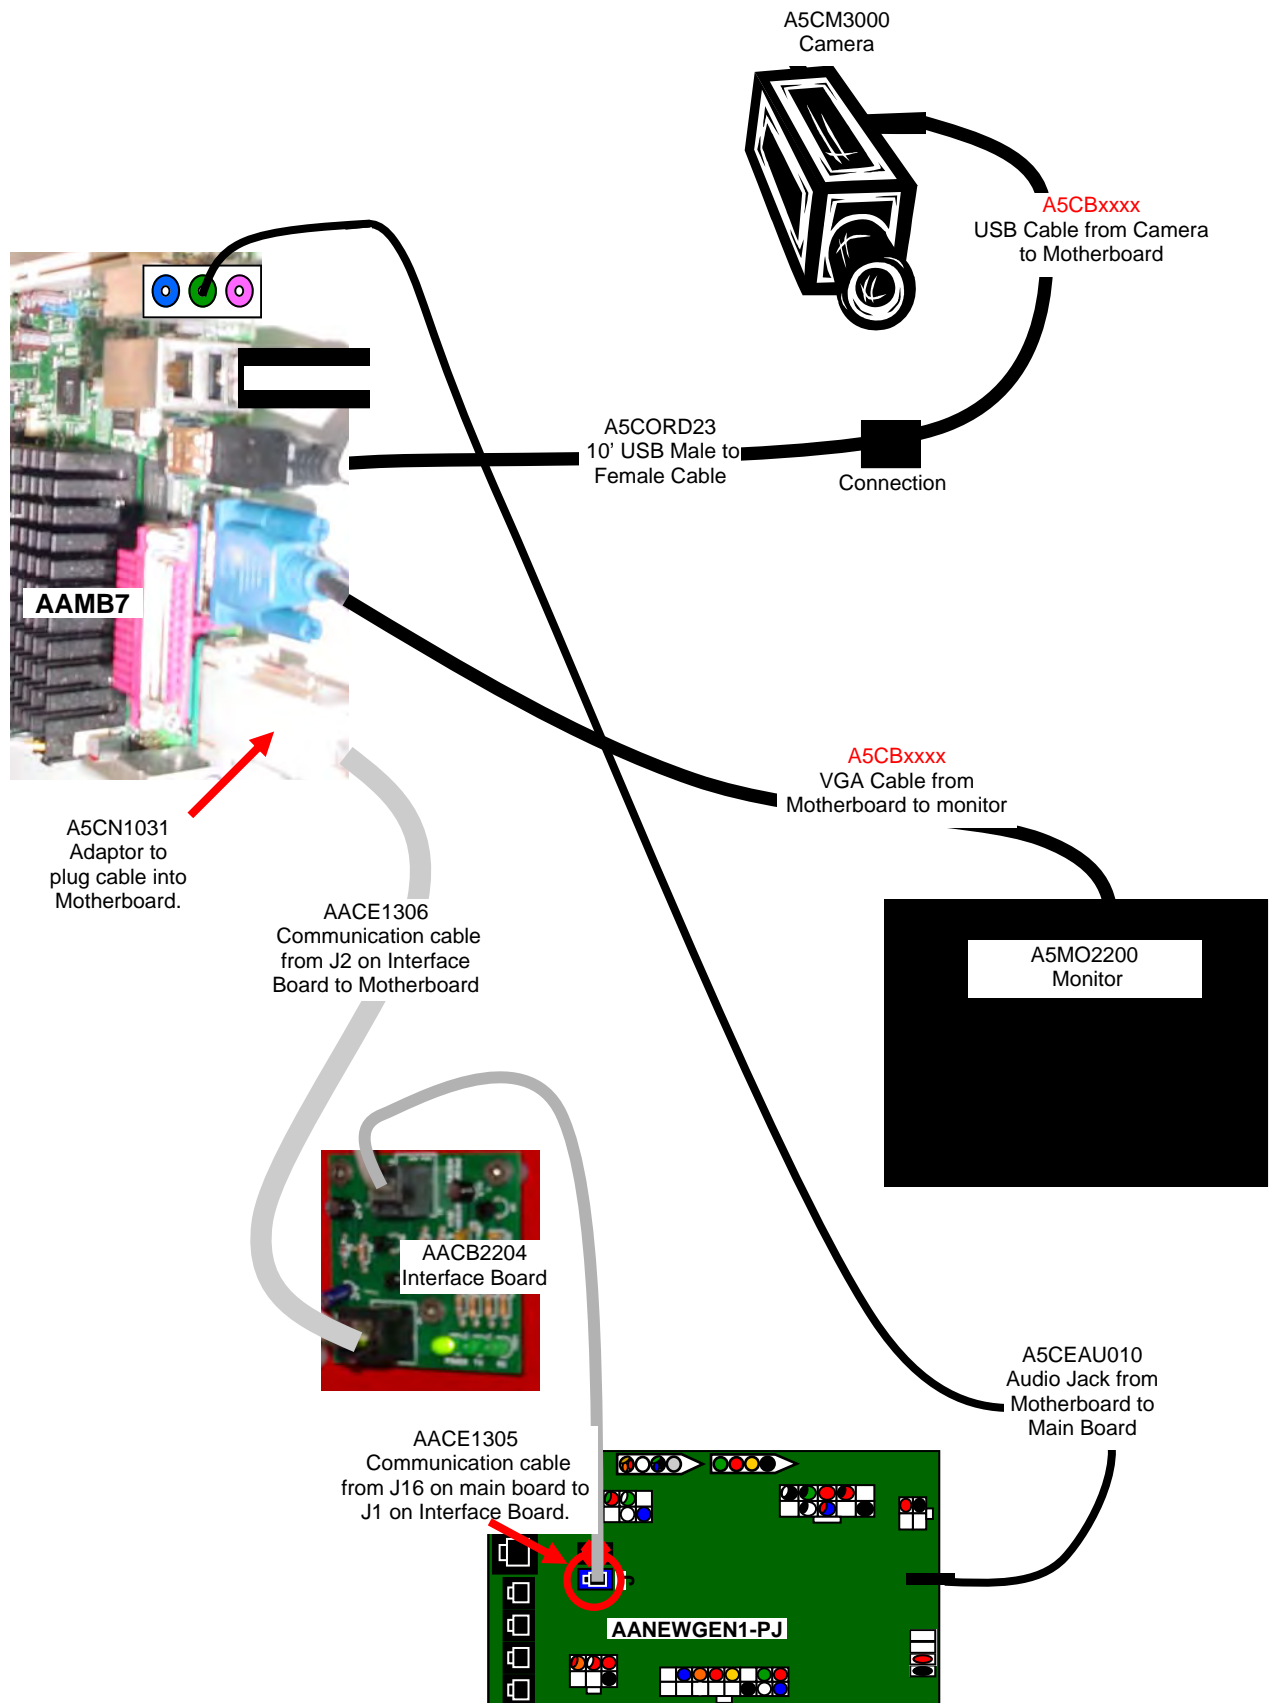 A5CM3000
Camera
A5CBxxxx
USB Cable from Camera
to Motherboard
A5CORD23
10' USB Male to
Female Cable
Connection
AAMB7
A5CBxxxx
VGA Cable from
Motherboard to monitor
A5CN1031
Adaptor to
plug cable into
Motherboard.
AACE1306
Communication cable
from J2 on Interface
Board to Motherboard
A5MO2200
Monitor
AACB2204
Interface Board
A5CEAU010
Audio Jack from
Motherboard to
Main Board
AACE1305
Communication cable
from J16 on main board to
J1 on Interface Board.
AANEWGEN1-PJ